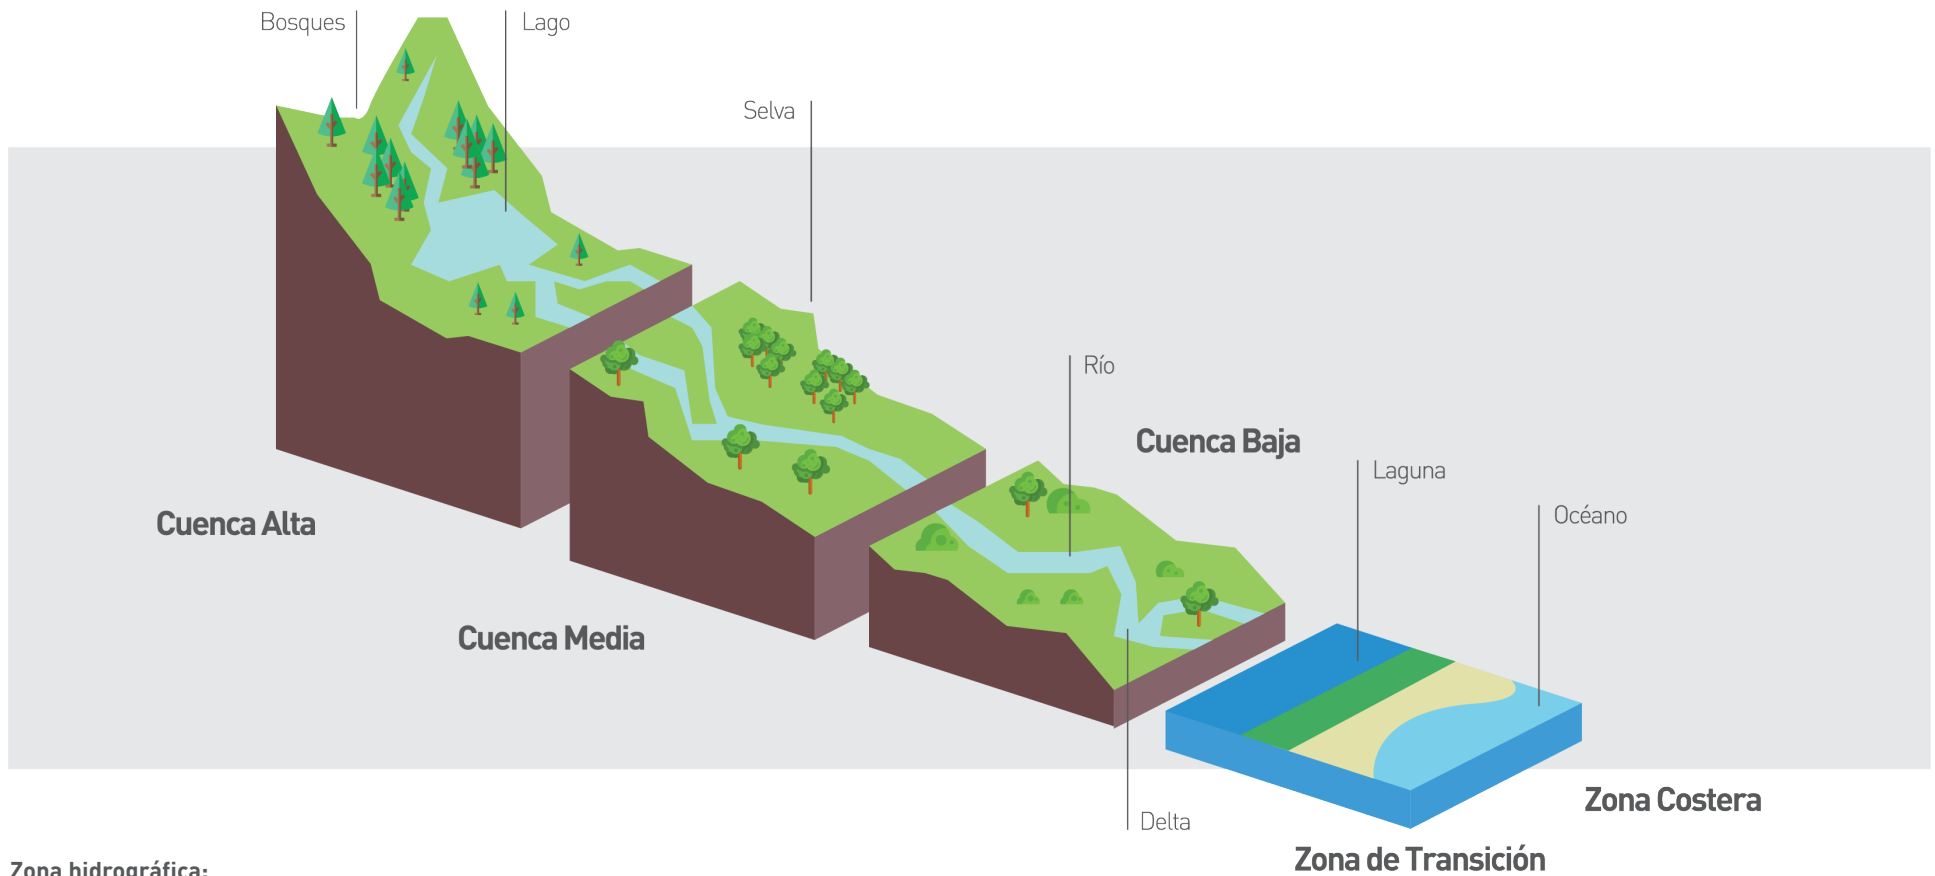 Bosques
Lago
Selva
Río
Cuenca Baja
Laguna
Océano
Cuenca Alta
Cuenca Media
Zona Costera
Delta
Zona de Transición
Zona hidrográfica: